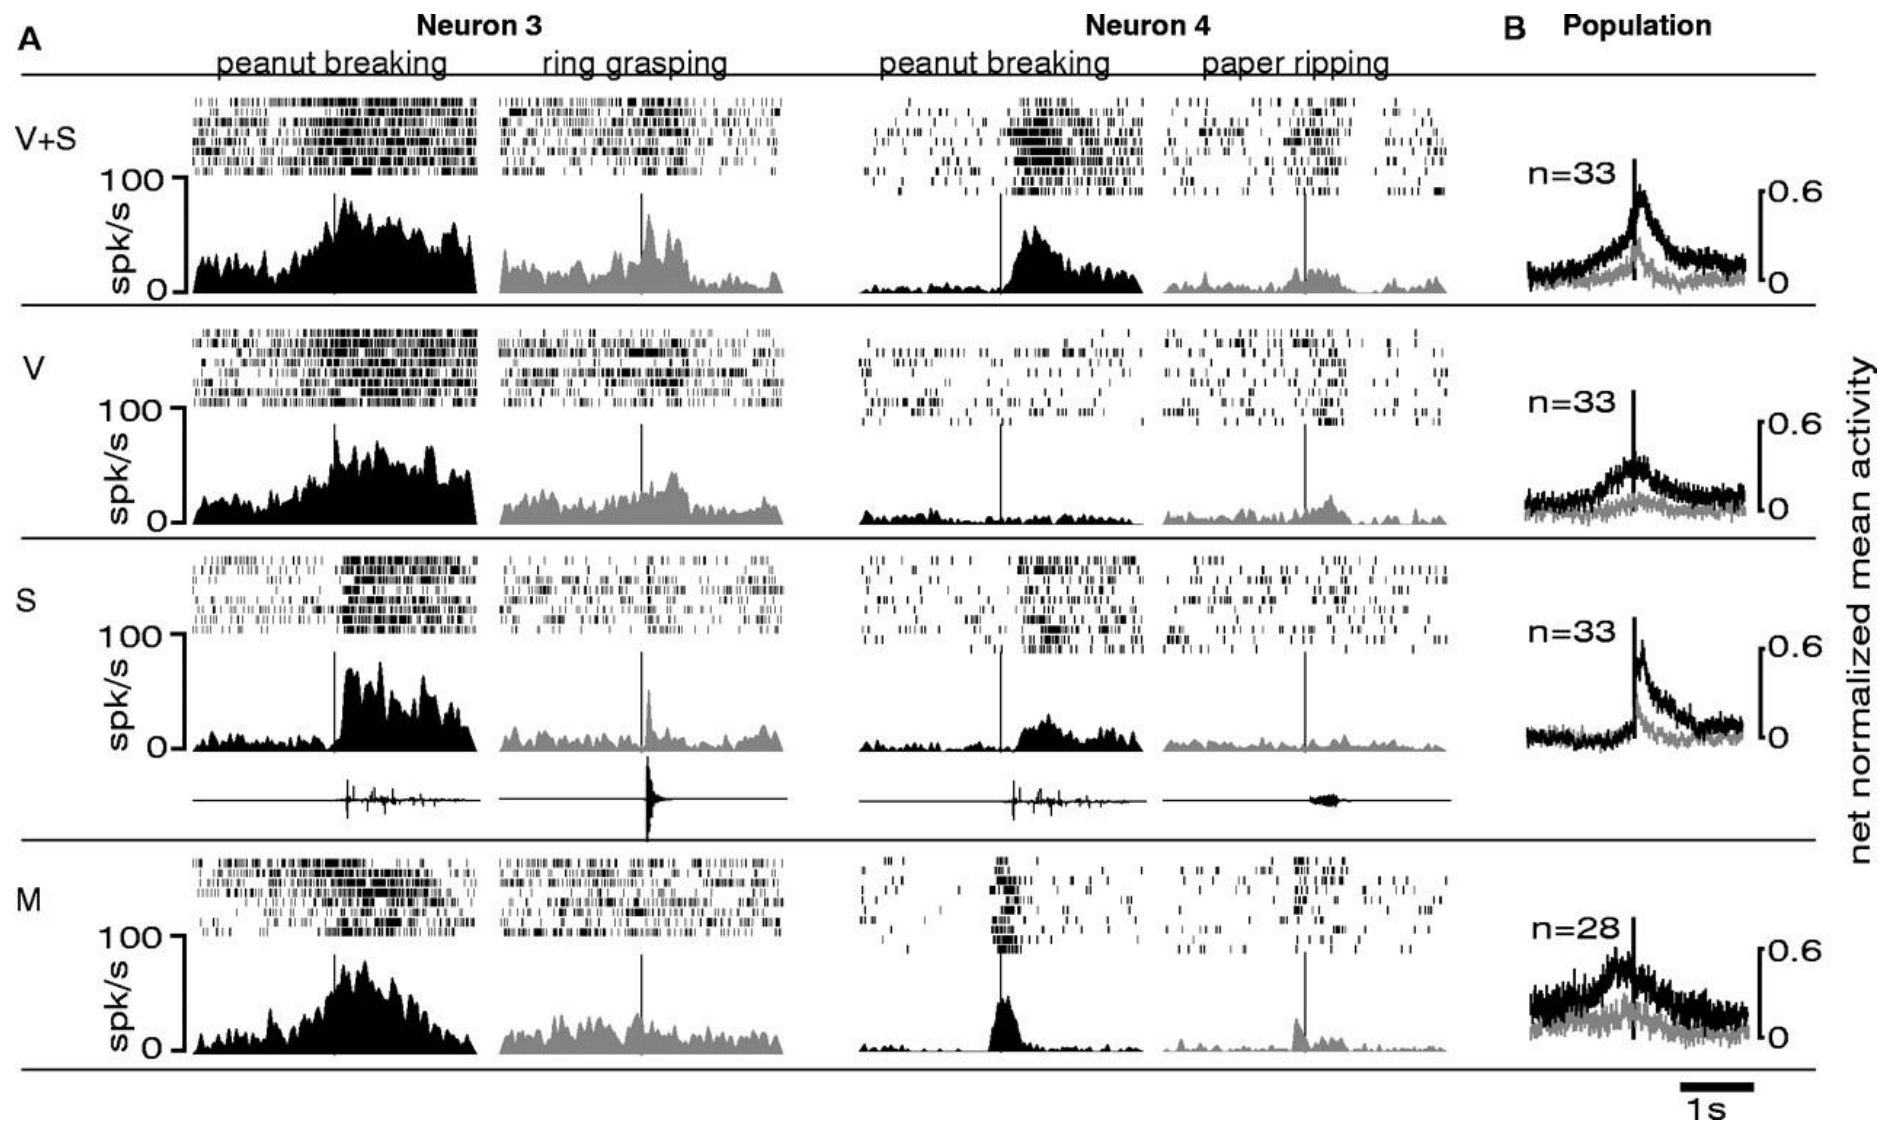 A Neuron 3 Neuron 4 B Population
peanut breaking ring grasping peanut breaking paper ripping
V+S
100
spk/s
0
n=33
0.6
0
V
100
spk/s
0
n=33
0.6
0
S
100
spk/s
0
n=33
0.6
0
M
100
spk/s
0
n=28
0.6
0
net normalized mean activity
1s